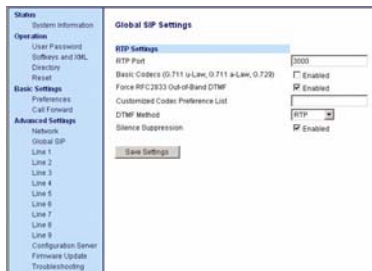 Status
System Information
Operation
User Password
Softkeys and XML
Directory
Reset
Basic Settings
Preferences
Call Forward
Advanced Settings
Network
Global SIP
Line 1
Line 2
Line 3
Line 4
Line 5
Line 6
Line 7
Line 8
Line 9
Configuration Server
Firmware Update
Troubleshooting
Global SIP Settings
RTP Settings
RTP Port 3000
Basic Codecs (G.711 u-Law, G.711 a-Law, G.729) Enabled
Force RFC2833 Out-of-Band DTMF Enabled
Customized Codec Preference List
DTMF Method RTP
Silence Suppression Enabled
Save Settings